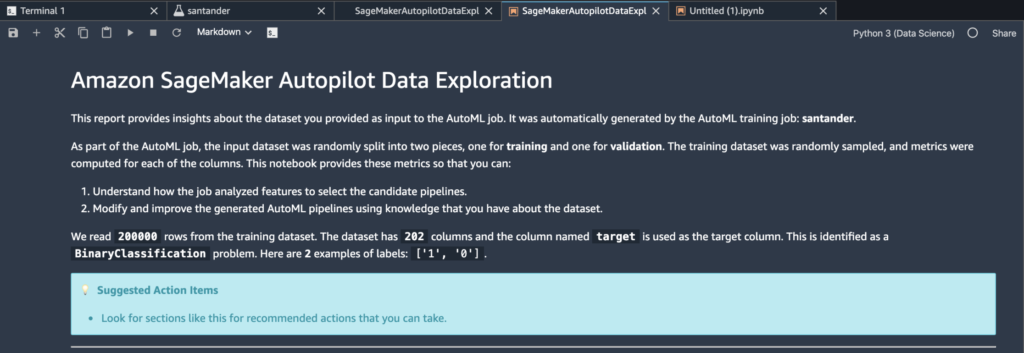 Terminal 1
santander
SageMakerAutopilotDataExpl
SageMakerAutopilotDataExpl
Untitled (1).ipynb
Markdown
Python 3 (Data Science)
Share
Amazon SageMaker Autopilot Data Exploration
This report provides insights about the dataset you provided as input to the AutoML job. It was automatically generated by the AutoML training job: santander.
As part of the AutoML job, the input dataset was randomly split into two pieces, one for training and one for validation. The training dataset was randomly sampled, and metrics were
computed for each of the columns. This notebook provides these metrics so that you can:
1. Understand how the job analyzed features to select the candidate pipelines.
2. Modify and improve the generated AutoML pipelines using knowledge that you have about the dataset.
We read 200000 rows from the training dataset. The dataset has 202 columns and the column named target is used as the target column. This is identified as a
BinaryClassification problem. Here are 2 examples of labels: ['1', '0'].
Suggested Action Items
• Look for sections like this for recommended actions that you can take.